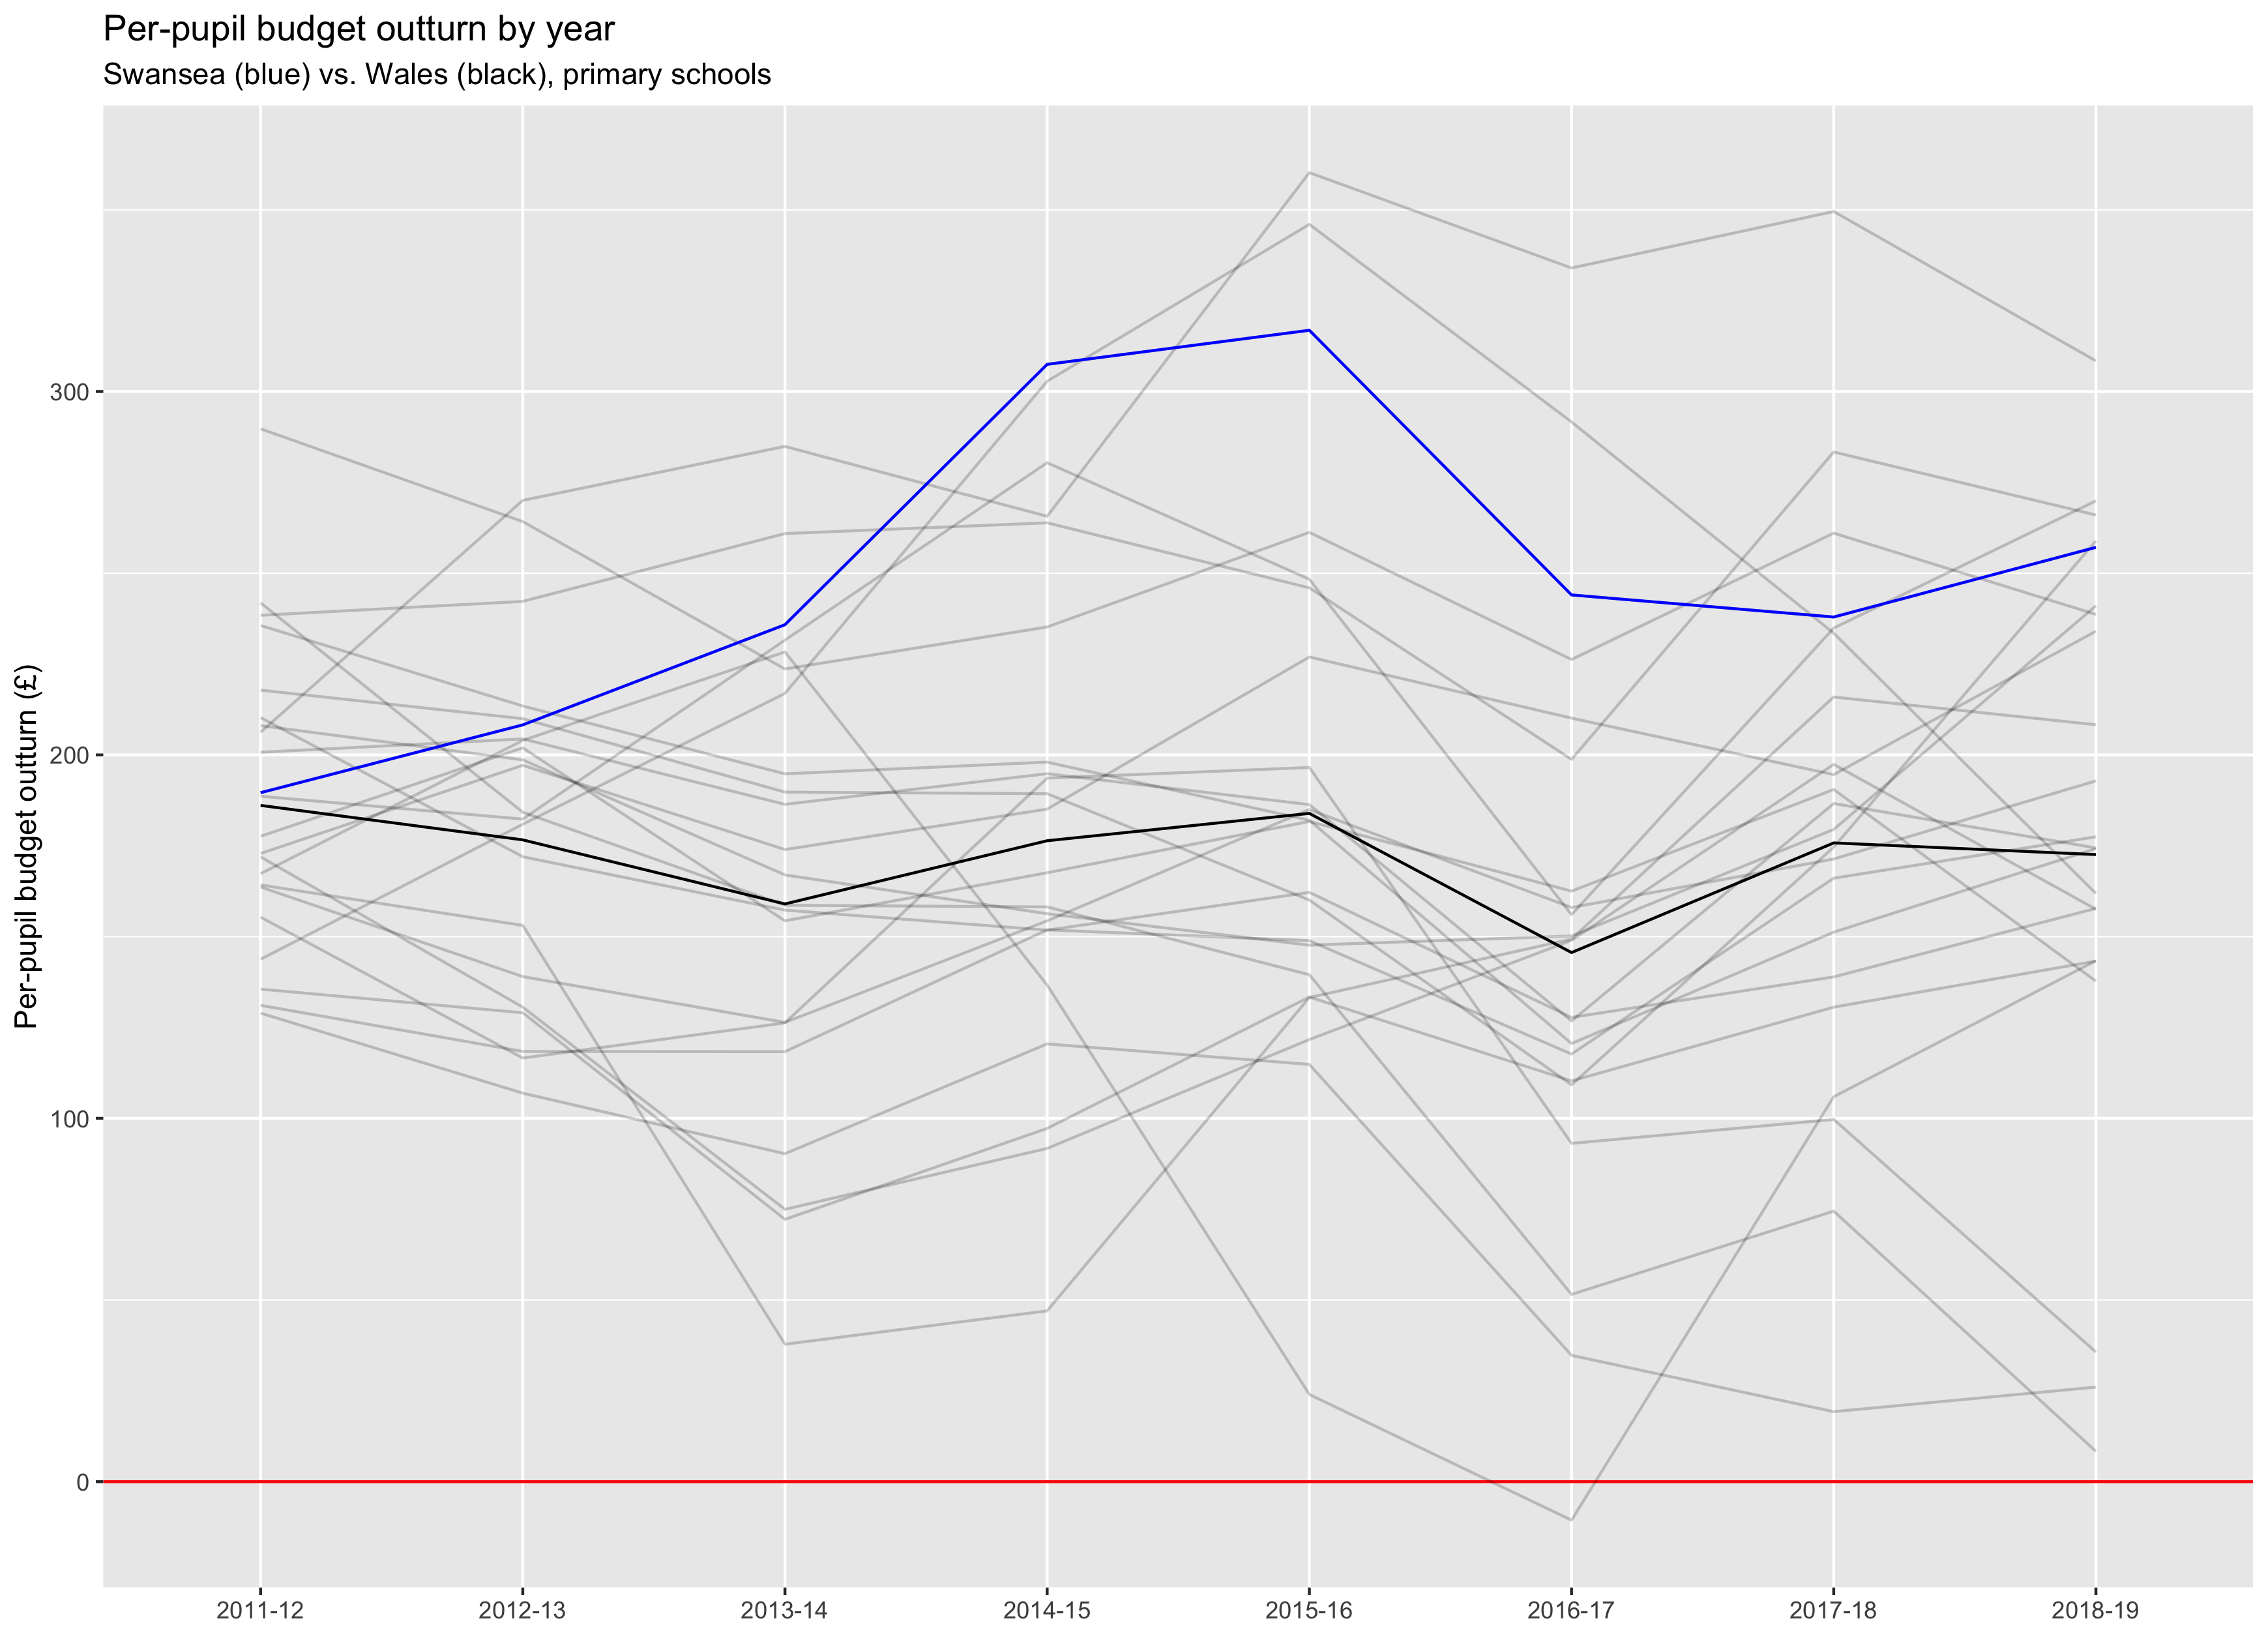 Per-pupil budget outturn by year
Swansea (blue) vs. Wales (black), primary schools
Per-pupil budget outturn (£)
300
200
100
0
2011-12 2012-13 2013-14 2014-15 2015-16 2016-17 2017-18 2018-19